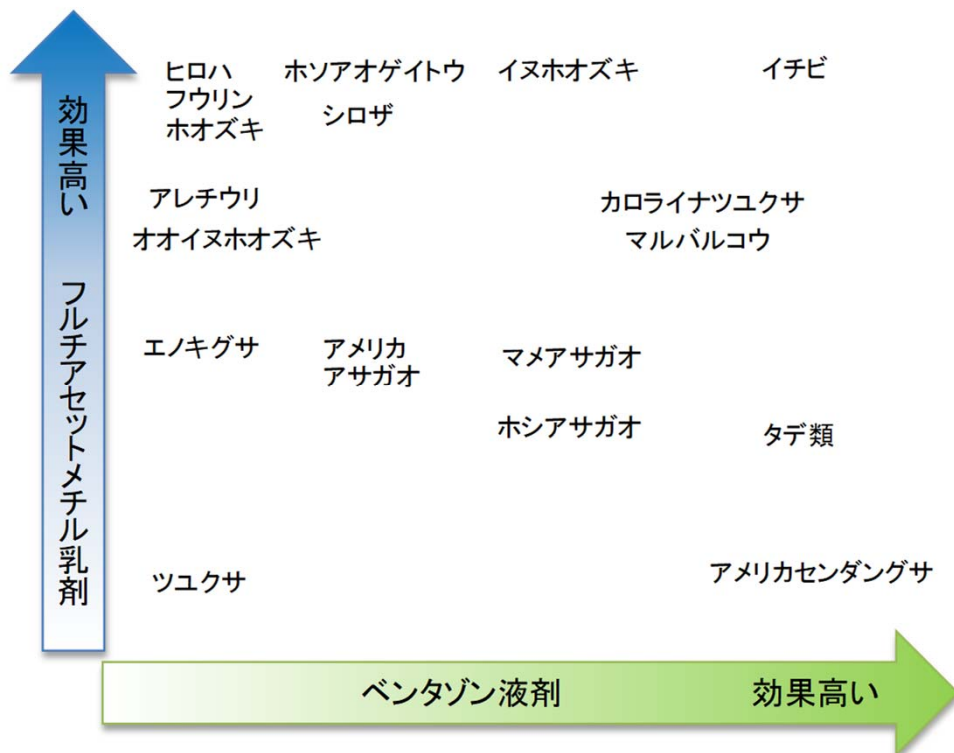 効果高い フルチアセットメチル乳剤
ヒロハ
フウリン
ホオズキ
ホソアオゲイトウ
シロザ
イヌホオズキ
イチビ
アレチウリ
オオイヌホオズキ
カロライナツユクサ
マルバルコウ
エノキグサ
アメリカ
アサガオ
マメアサガオ
ホシアサガオ
タデ類
ツユクサ
アメリカセンダングサ
ベンタゾン液剤 効果高い